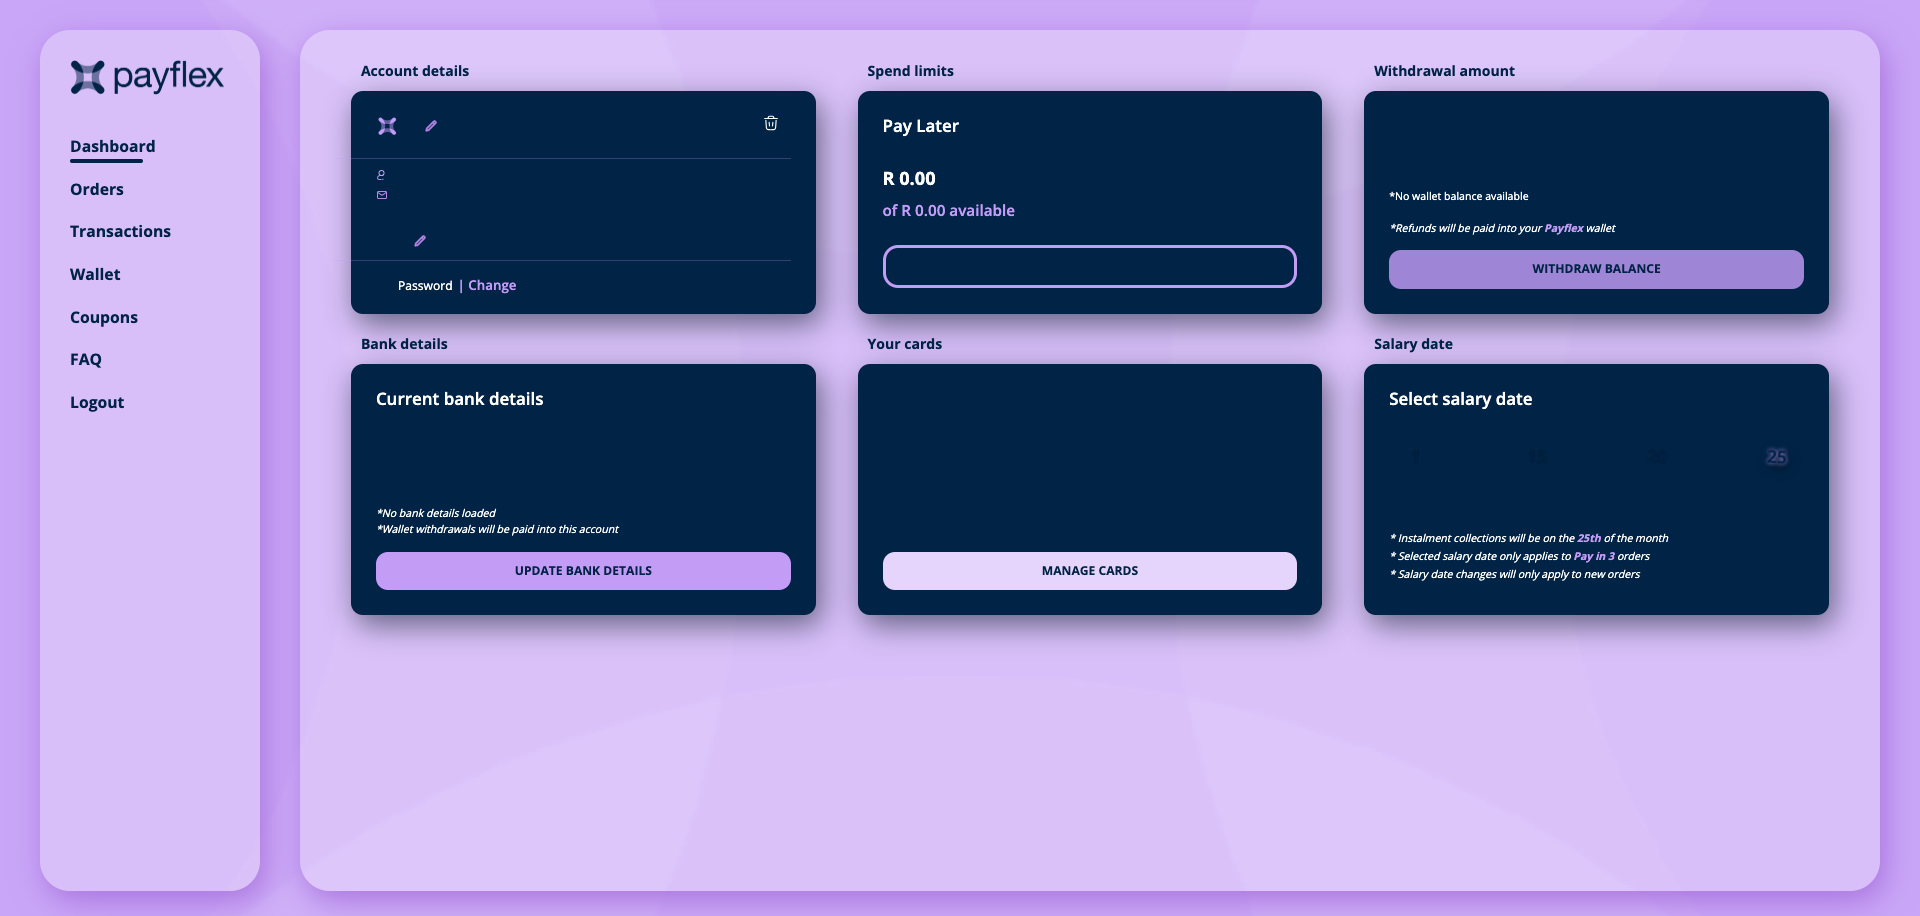 payflex
Dashboard
Orders
Transactions
Wallet
Coupons
FAQ
Logout
Account details
Password | Change
Spend limits
Pay Later
R 0.00
of R 0.00 available
Withdrawal amount
*No wallet balance available
*Refunds will be paid into your Payflex wallet
WITHDRAW BALANCE
Bank details
Current bank details
*No bank details loaded
*Wallet withdrawals will be paid into this account
UPDATE BANK DETAILS
Your cards
MANAGE CARDS
Salary date
Select salary date
25
* Instalment collections will be on the 25th of the month
* Selected salary date only applies to Pay in 3 orders
* Salary date changes will only apply to new orders